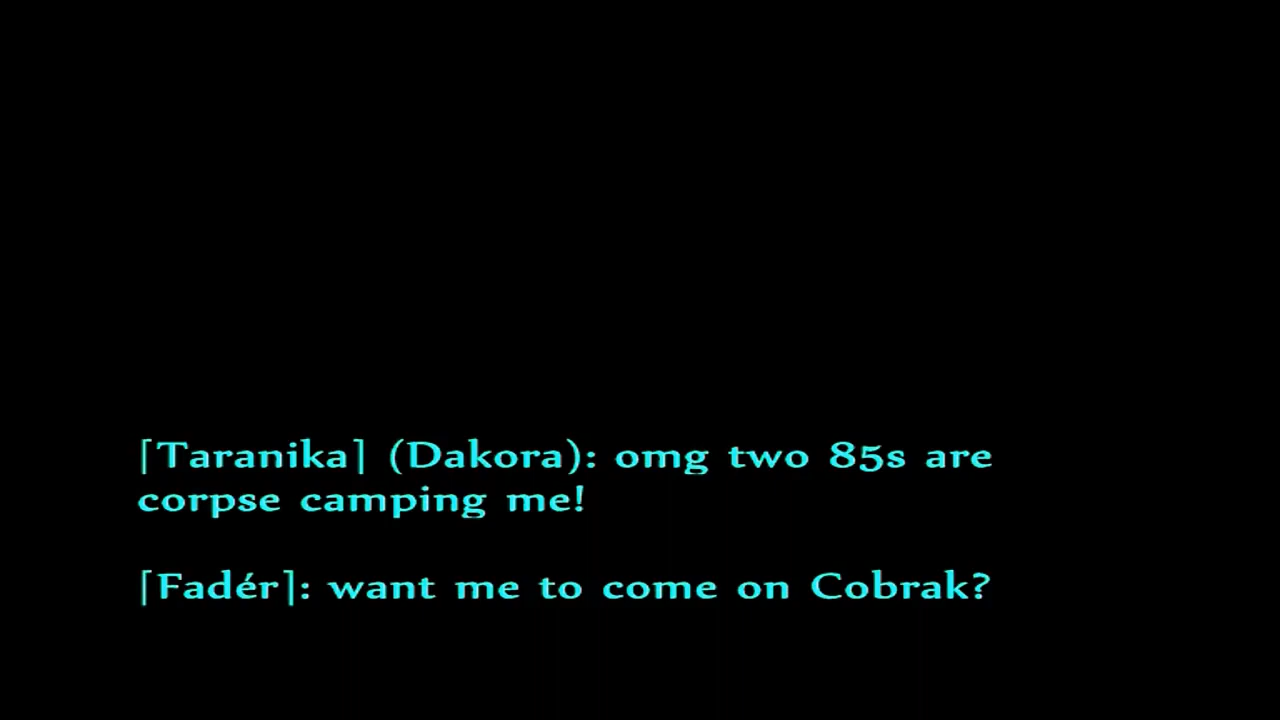 [Taranika] (Dakora): omg two 85s are
corpse camping me!
[Fadér]: want me to come on Cobrak?